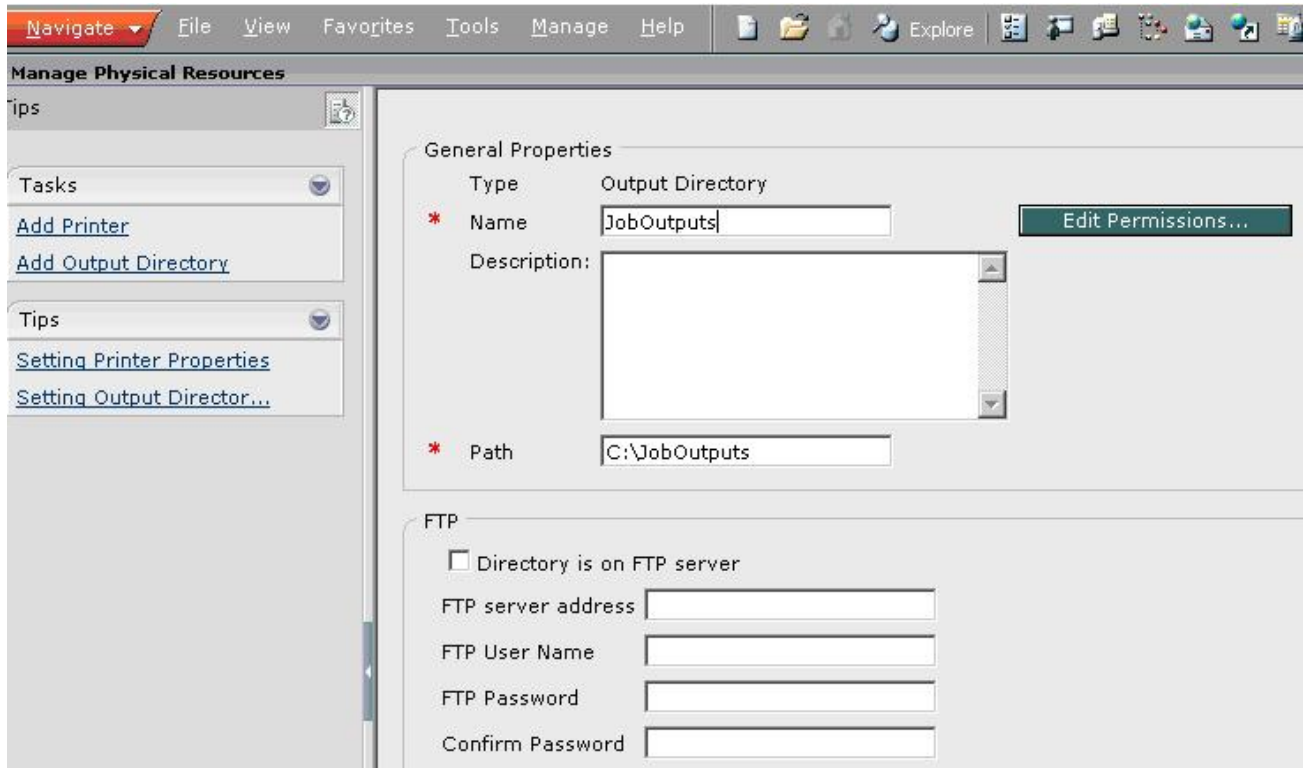 Navigate File View Favorites Tools Manage Help Explore
Manage Physical Resources
Tips
Tasks
Add Printer
Add Output Directory
Tips
Setting Printer Properties
Setting Output Director...
General Properties
Type Output Directory
* Name JobOutputs Edit Permissions...
Description:
* Path C:\JobOutputs
FTP
Directory is on FTP server
FTP server address
FTP User Name
FTP Password
Confirm Password